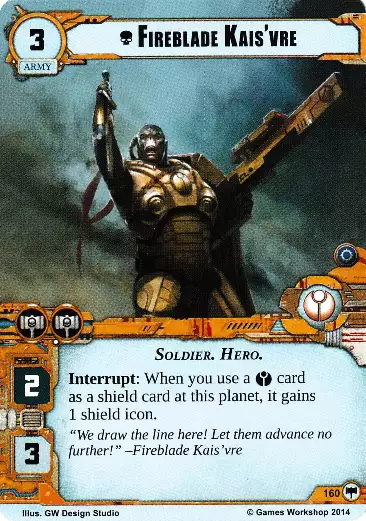 3
ARMY
Fireblade Kais'vre
Soldier. Hero.
2
Interrupt: When you use a card
as a shield card at this planet, it gains
1 shield icon.
3
"We draw the line here! Let them advance no
further!" –Fireblade Kais'vre
160
Illus. GW Design Studio
© Games Workshop 2014